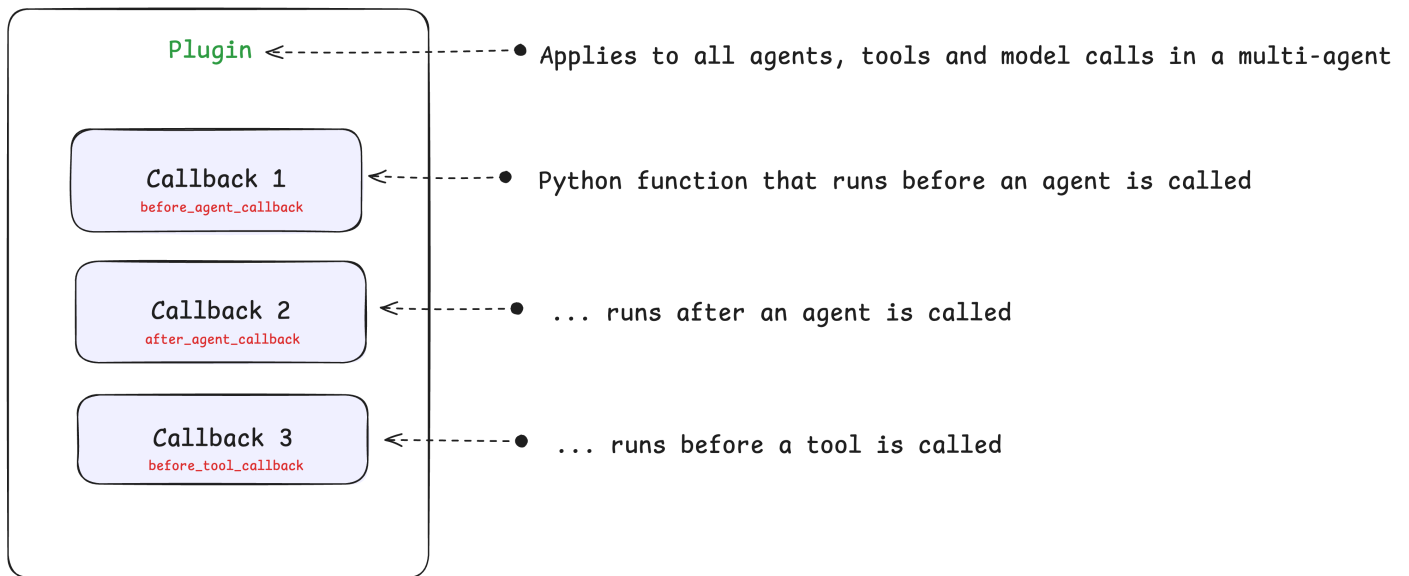 Plugin
Applies to all agents, tools and model calls in a multi-agent
Callback 1
before_agent_callback
Python function that runs before an agent is called
Callback 2
after_agent_callback
... runs after an agent is called
Callback 3
before_tool_callback
... runs before a tool is called